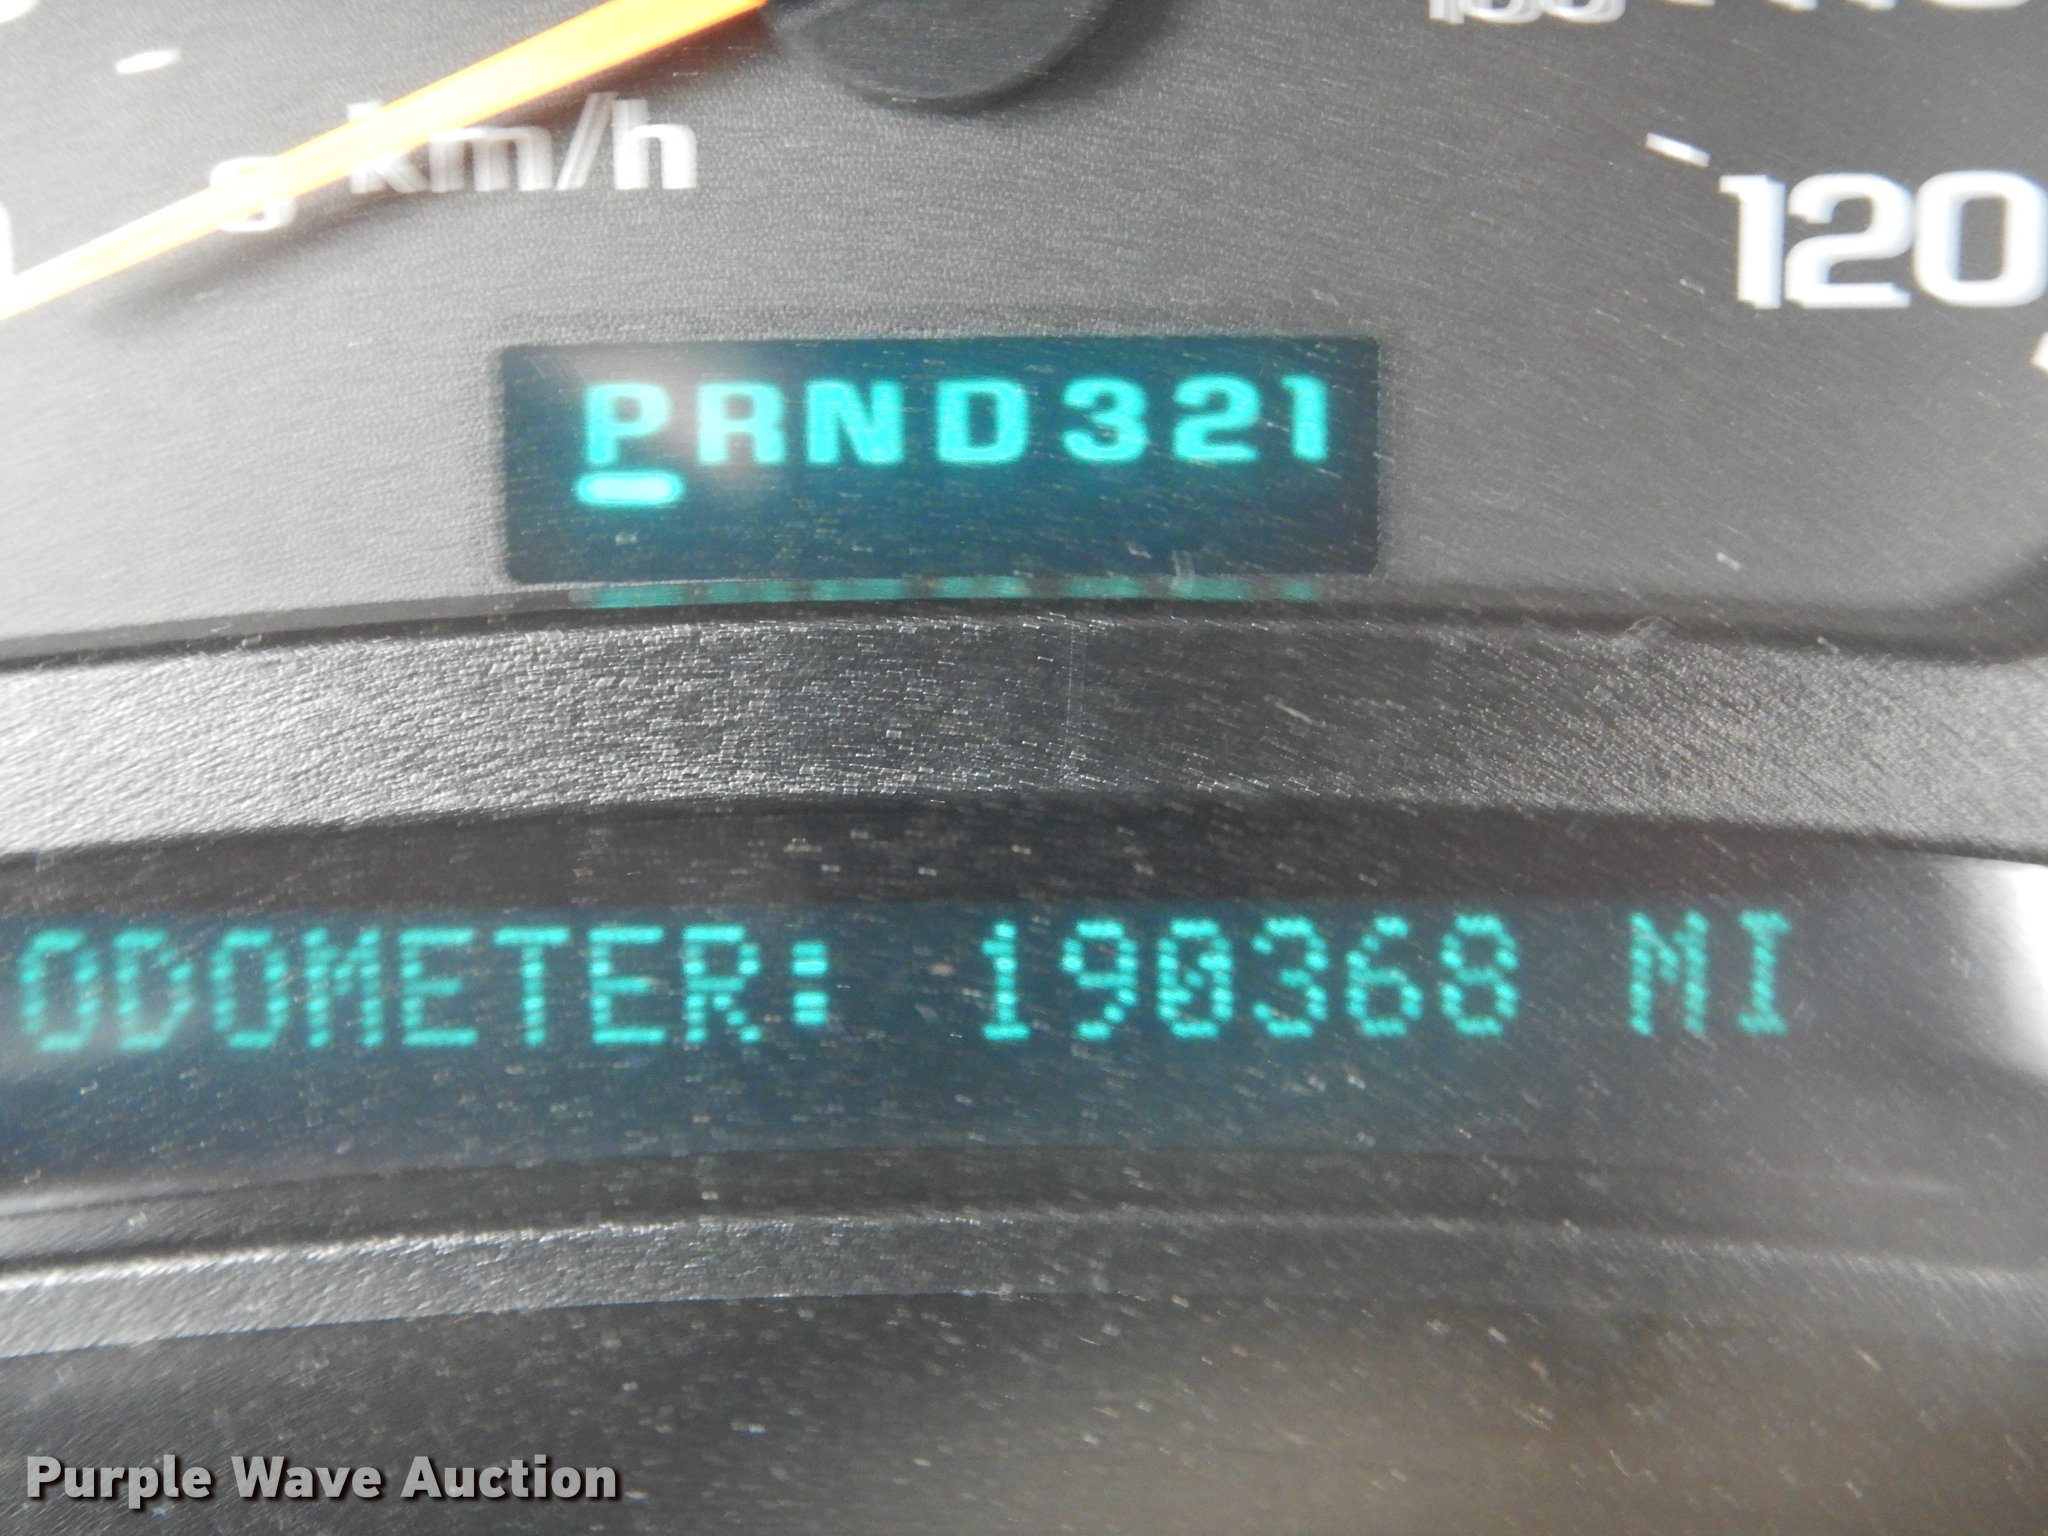 km/h
120
PRND321
ODOMETER: 190368 MI
Purple Wave Auction